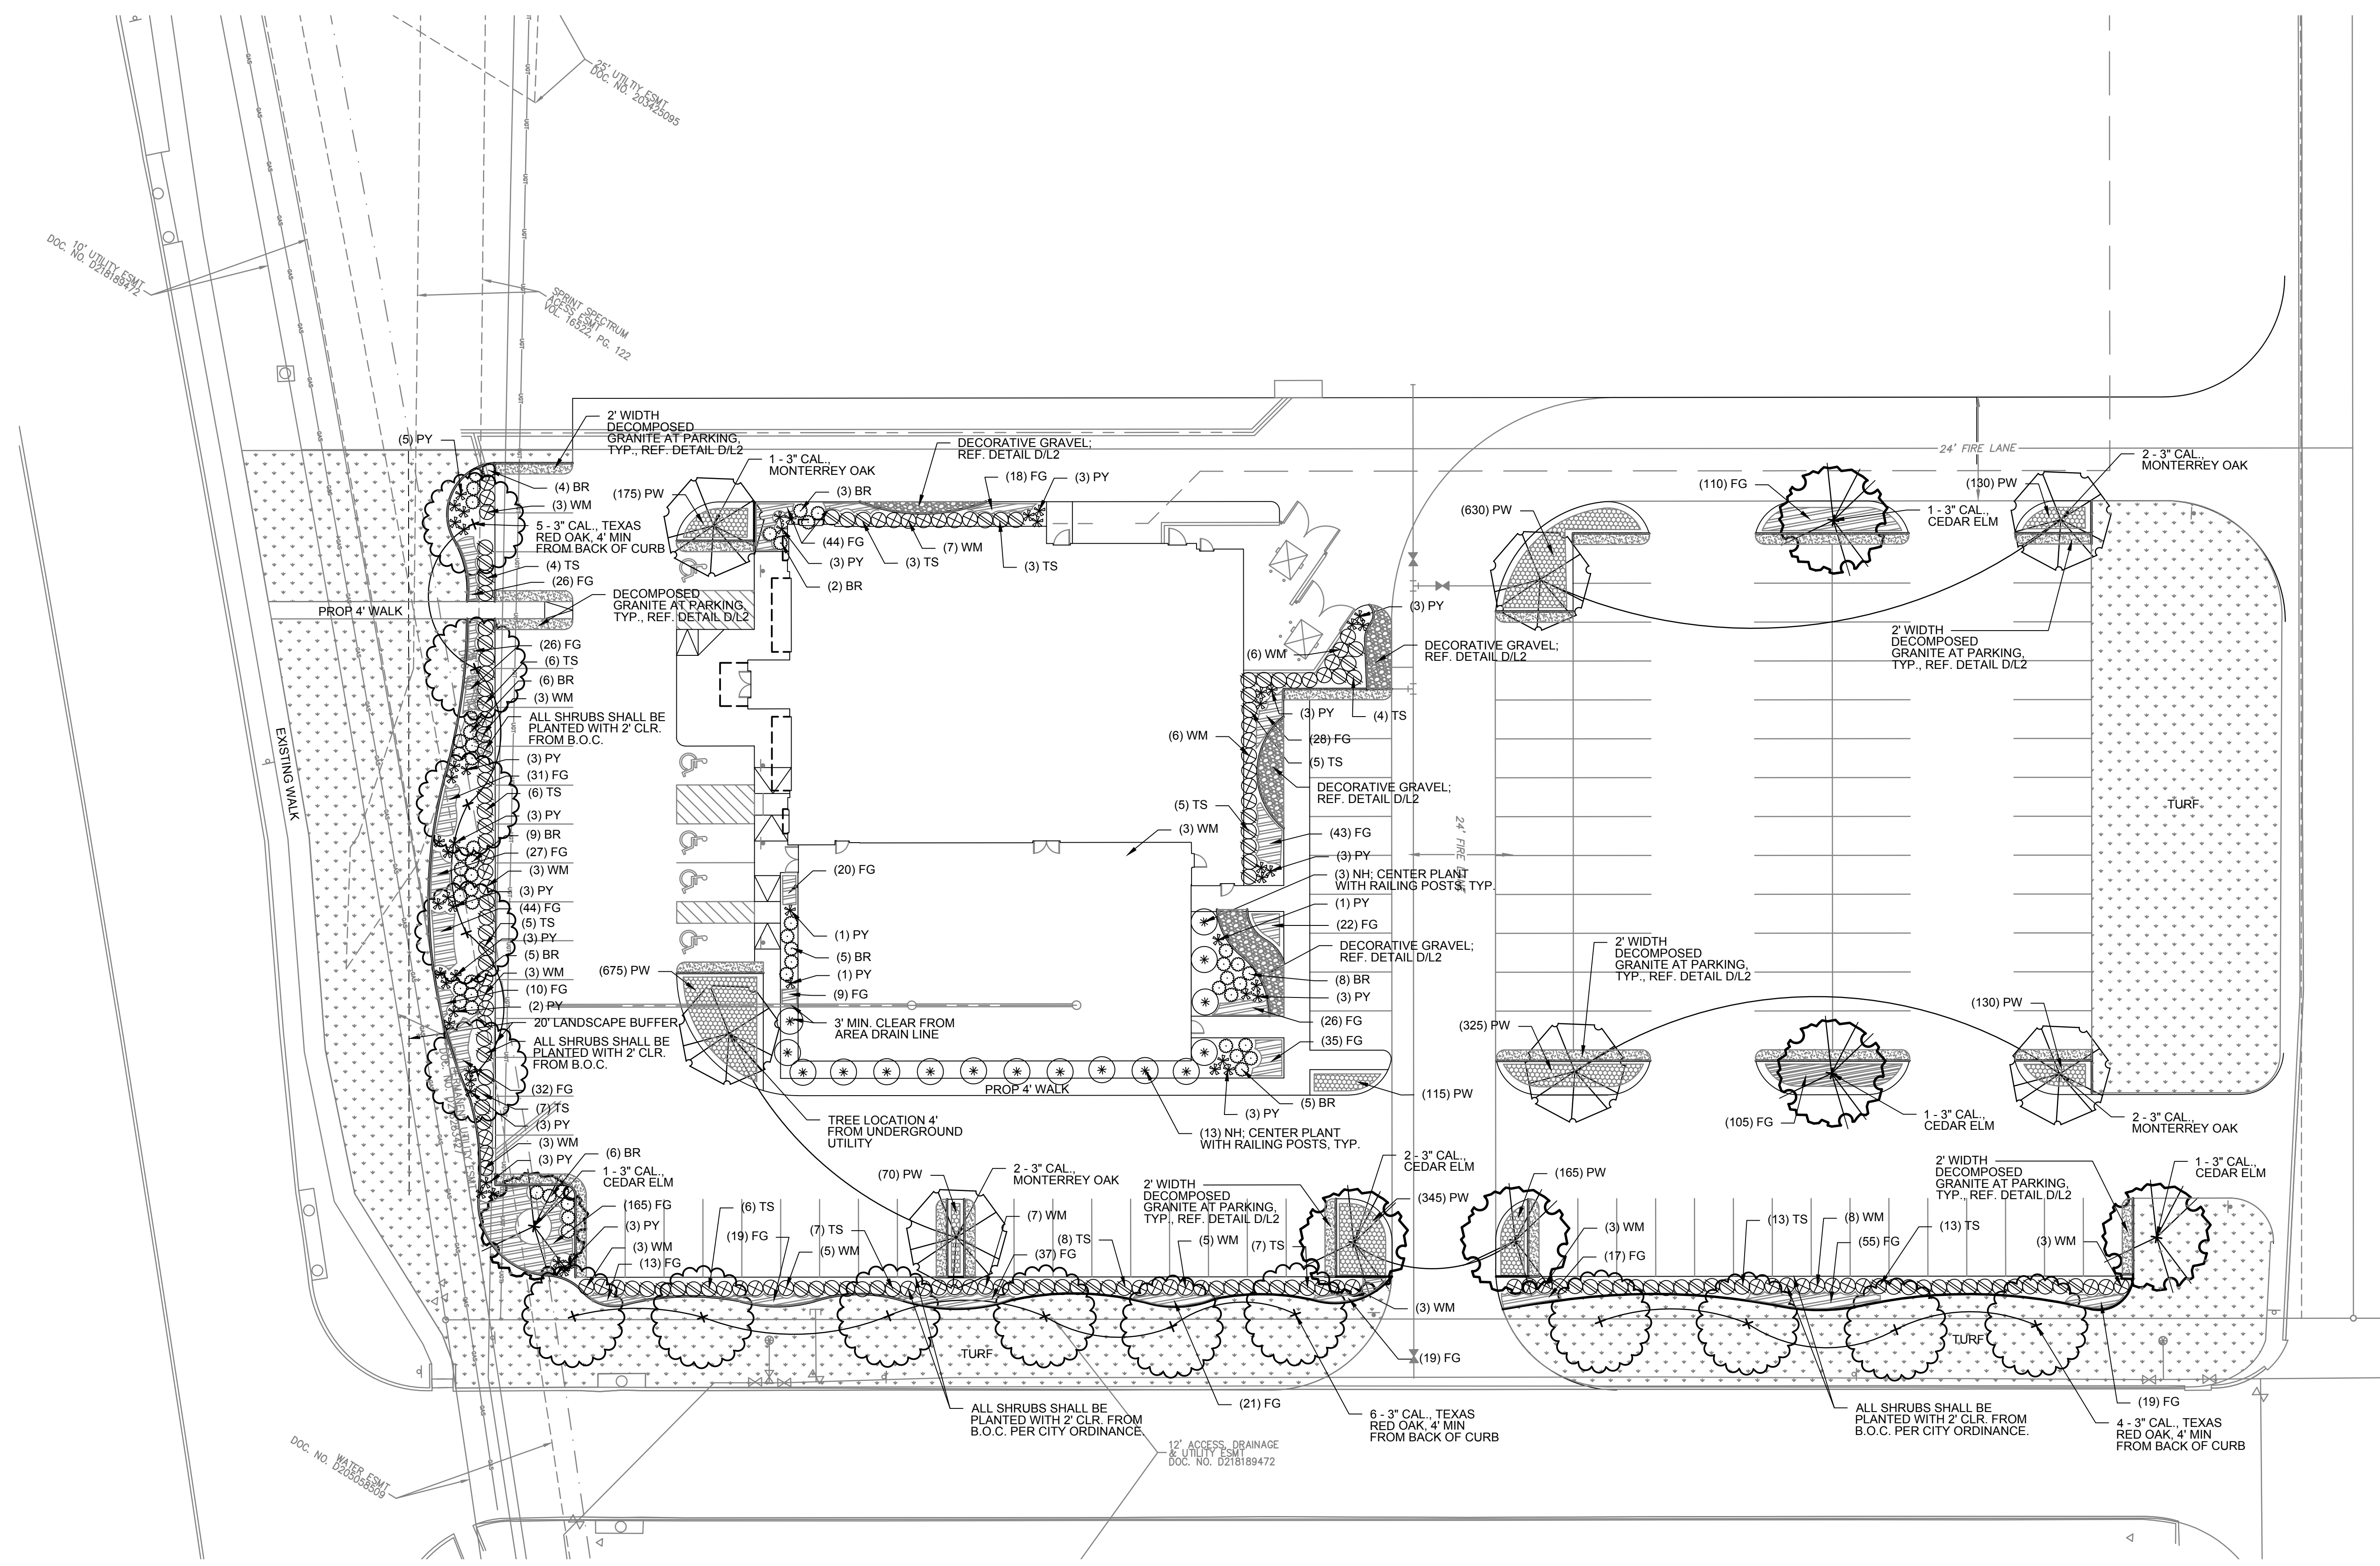 25' UTILTIY ESMT
DOC. NO. 203425095
10' UTILITY ESMT
DOC. NO. D218189472
SPRINT SPECTRUM
ACESS ESMT
VOL. 16522, PG. 122
(5) PY
2' WIDTH
DECOMPOSED
GRANITE AT PARKING,
TYP., REF. DETAIL D/L2
1 - 3" CAL.,
MONTERREY OAK
DECORATIVE GRAVEL;
REF. DETAIL D/L2
(18) FG
(3) PY
(4) BR
(3) WM
5 - 3" CAL., TEXAS
RED OAK, 4' MIN
FROM BACK OF CURB
(4) TS
(26) FG
(175) PW
(3) BR
(44) FG
(3) PY
(2) BR
(3) TS
(7) WM
(3) TS
24' FIRE LANE
2 - 3" CAL.,
MONTERREY OAK
(110) FG
(130) PW
(630) PW
1 - 3" CAL.,
CEDAR ELM
PROP 4' WALK
DECOMPOSED
GRANITE AT PARKING,
TYP., REF. DETAIL D/L2
2' WIDTH
DECOMPOSED
GRANITE AT PARKING,
TYP., REF. DETAIL D/L2
(26) FG
(6) TS
(6) BR
(3) WM
ALL SHRUBS SHALL BE
PLANTED WITH 2' CLR.
FROM B.O.C.
(3) PY
(31) FG
(6) TS
(3) PY
(9) BR
(27) FG
(3) WM
(3) PY
(44) FG
(5) TS
(3) PY
(5) BR
(3) WM
(10) FG
(2) PY
20' LANDSCAPE BUFFER
ALL SHRUBS SHALL BE
PLANTED WITH 2' CLR.
FROM B.O.C.
(32) FG
(7) TS
(3) PY
(3) WM
(3) PY
EXISTING WALK
(3) PY
(6) WM
DECORATIVE GRAVEL;
REF. DETAIL D/L2
(3) PY
(4) TS
(6) WM
(28) FG
(5) TS
DECORATIVE GRAVEL;
REF. DETAIL D/L2
(5) TS
(3) WM
(43) FG
(3) PY
(3) NH; CENTER PLANT
WITH RAILING POSTS, TYP.
(1) PY
(22) FG
DECORATIVE GRAVEL;
REF. DETAIL D/L2
(8) BR
(3) PY
(26) FG
(35) FG
24' FIRE LANE
TURF
(20) FG
(1) PY
(5) BR
(1) PY
(9) FG
3' MIN. CLEAR FROM
AREA DRAIN LINE
(675) PW
PROP 4' WALK
(5) BR
(3) PY
(115) PW
(13) NH; CENTER PLANT
WITH RAILING POSTS, TYP.
TREE LOCATION 4'
FROM UNDERGROUND
UTILITY
2' WIDTH
DECOMPOSED
GRANITE AT PARKING,
TYP., REF. DETAIL D/L2
(325) PW
(130) PW
(105) FG
1 - 3" CAL.,
CEDAR ELM
2 - 3" CAL.,
MONTERREY OAK
(6) BR
1 - 3" CAL.,
CEDAR ELM
(165) FG
(3) PY
(3) WM
(13) FG
(6) TS
(19) FG
(7) TS
(5) WM
(70) PW
2 - 3" CAL.,
MONTERREY OAK
(7) WM
(37) FG
(8) TS
(5) WM
(7) TS
2' WIDTH
DECOMPOSED
GRANITE AT PARKING,
TYP., REF. DETAIL D/L2
2 - 3" CAL.,
CEDAR ELM
(345) PW
(165) PW
(3) WM
(17) FG
(13) TS
(8) WM
(55) FG
(13) TS
(3) WM
2' WIDTH
DECOMPOSED
GRANITE AT PARKING,
TYP., REF. DETAIL D/L2
1 - 3" CAL.,
CEDAR ELM
(3) WM
(19) FG
TURF
TURF
ALL SHRUBS SHALL BE
PLANTED WITH 2' CLR. FROM
B.O.C. PER CITY ORDINANCE.
(21) FG
6 - 3" CAL., TEXAS
RED OAK, 4' MIN
FROM BACK OF CURB
ALL SHRUBS SHALL BE
PLANTED WITH 2' CLR. FROM
B.O.C. PER CITY ORDINANCE.
(19) FG
4 - 3" CAL., TEXAS
RED OAK, 4' MIN
FROM BACK OF CURB
12' ACCESS, DRAINAGE
& UTILITY ESMT
DOC. NO. D218189472
WATER ESMT
DOC. NO. D205058509